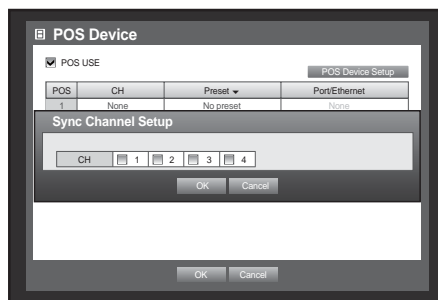 POS Device
POS USE
POS Device Setup
POS CH Preset Port/Ethernet
1 None No preset None
Sync Channel Setup
CH 1 2 3 4
OK Cancel
OK Cancel